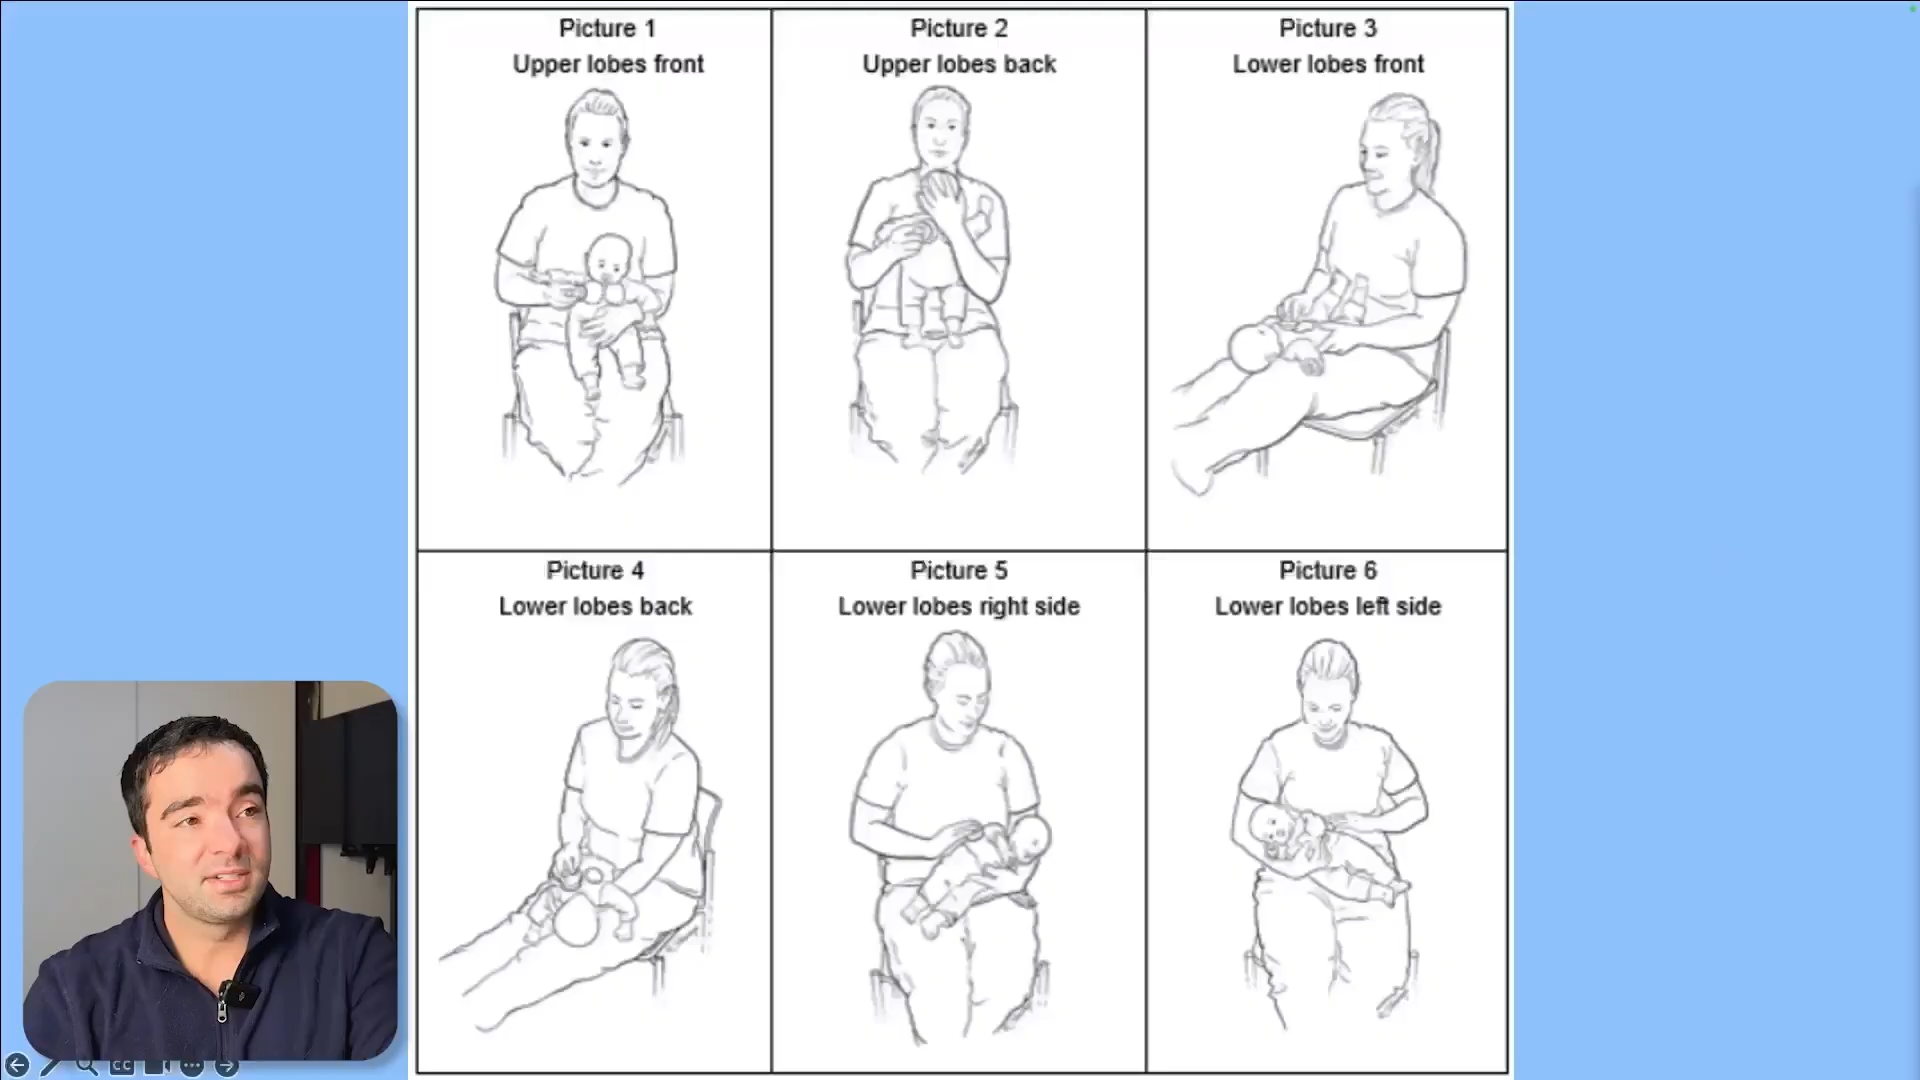 Picture 1
Upper lobes front
Picture 2
Upper lobes back
Picture 3
Lower lobes front
Picture 4
Lower lobes back
Picture 5
Lower lobes right side
Picture 6
Lower lobes left side
CC